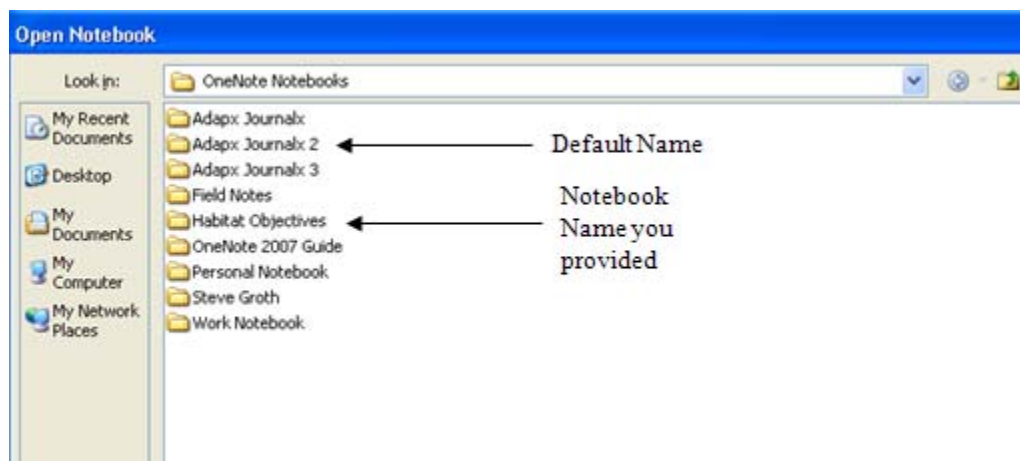 Open Notebook
Look in:
OneNote Notebooks
My Recent
Documents
Desktop
My
Documents
My
Computer
My Network
Places
Adapx Journalx
Adapx Journalx 2
Adapx Journalx 3
Field Notes
Habitat Objectives
OneNote 2007 Guide
Personal Notebook
Steve Groth
Work Notebook
Default Name
Notebook
Name you
provided